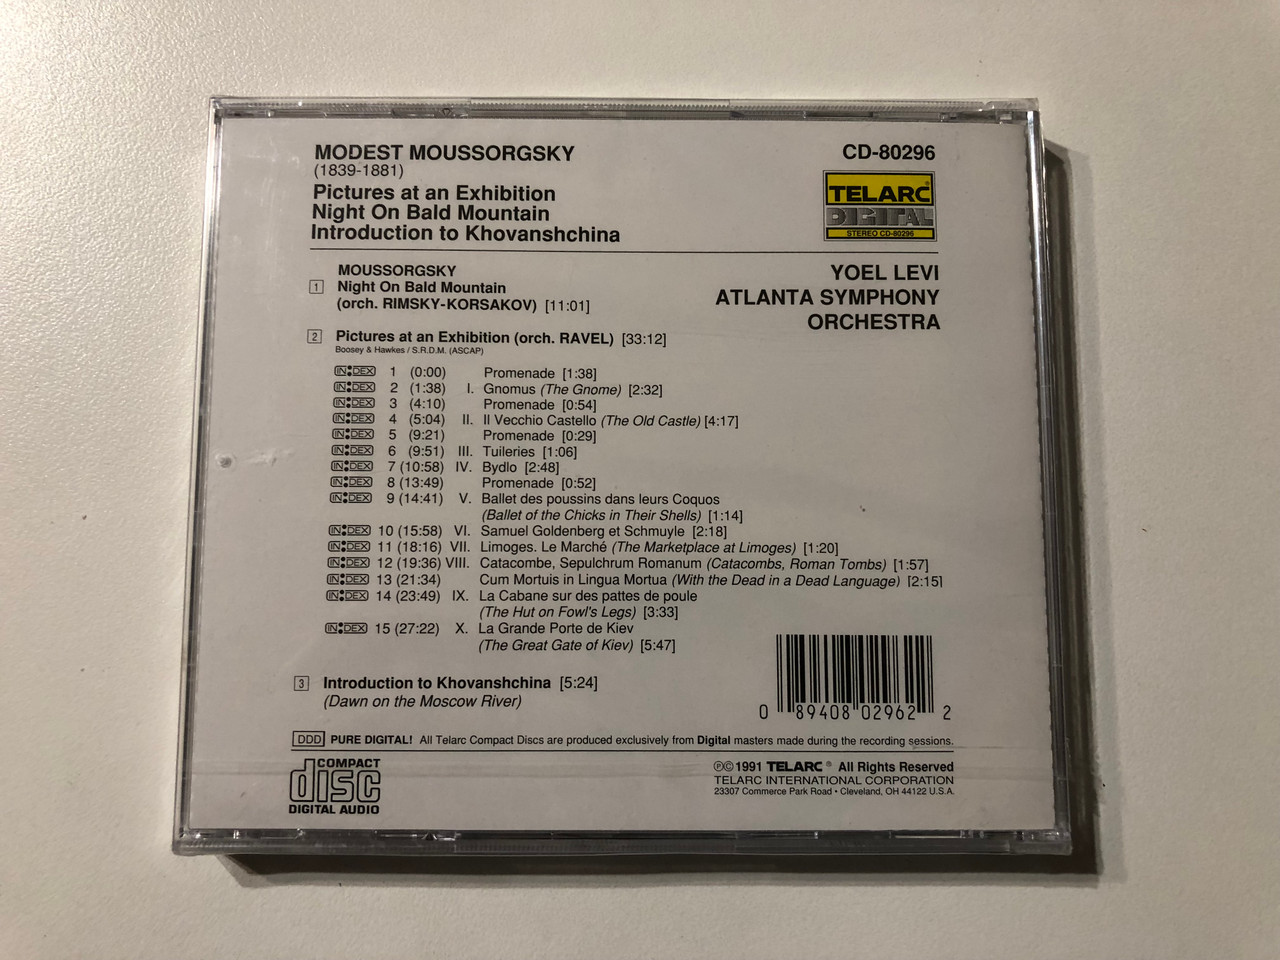 MODEST MOUSSORGSKY
(1839-1881)
Pictures at an Exhibition
Night On Bald Mountain
Introduction to Khovanshchina
CD-80296
TELARC®
DIGITAL
STEREO CD-80296
YOEL LEVI
ATLANTA SYMPHONY
ORCHESTRA
MOUSSORGSKY
1 Night On Bald Mountain
(orch. RIMSKY-KORSAKOV) [11:01]
2 Pictures at an Exhibition (orch. RAVEL) [33:12]
Boosey & Hawkes / S.R.D.M. (ASCAP)
INDEX 1 (0:00) Promenade [1:38]
INDEX 2 (1:38) I. Gnomus (The Gnome) [2:32]
INDEX 3 (4:10) Promenade [0:54]
INDEX 4 (5:04) II. Il Vecchio Castello (The Old Castle) [4:17]
INDEX 5 (9:21) Promenade [0:29]
INDEX 6 (9:51) III. Tuileries [1:06]
INDEX 7 (10:58) IV. Bydlo [2:48]
INDEX 8 (13:49) Promenade [0:52]
INDEX 9 (14:41) V. Ballet des poussins dans leurs Coquos
(Ballet of the Chicks in Their Shells) [1:14]
INDEX 10 (15:58) VI. Samuel Goldenberg et Schmuyle [2:18]
INDEX 11 (18:16) VII. Limoges. Le Marché (The Marketplace at Limoges) [1:20]
INDEX 12 (19:36) VIII. Catacombe, Sepulchrum Romanum (Catacombs, Roman Tombs) [1:57]
INDEX 13 (21:34) Cum Mortuis in Lingua Mortua (With the Dead in a Dead Language) [2:15]
INDEX 14 (23:49) IX. La Cabane sur des pattes de poule
(The Hut on Fowl's Legs) [3:33]
INDEX 15 (27:22) X. La Grande Porte de Kiev
(The Great Gate of Kiev) [5:47]
3 Introduction to Khovanshchina [5:24]
(Dawn on the Moscow River)
0 89408 02962 2
DDD PURE DIGITAL! All Telarc Compact Discs are produced exclusively from Digital masters made during the recording sessions.
COMPACT
disc
DIGITAL AUDIO
℗© 1991 TELARC® All Rights Reserved
TELARC INTERNATIONAL CORPORATION
23307 Commerce Park Road • Cleveland, OH 44122 U.S.A.